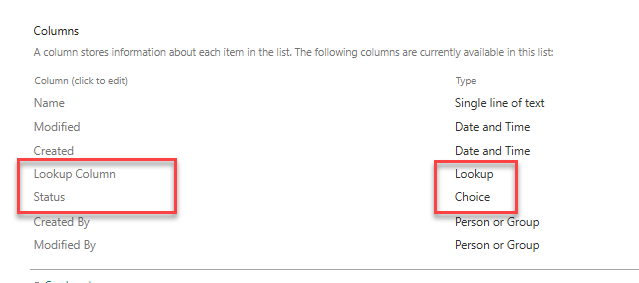 Columns
A column stores information about each item in the list. The following columns are currently available in this list:
Column (click to edit) Type
Name Single line of text
Modified Date and Time
Created Date and Time
Lookup Column Lookup
Status Choice
Created By Person or Group
Modified By Person or Group